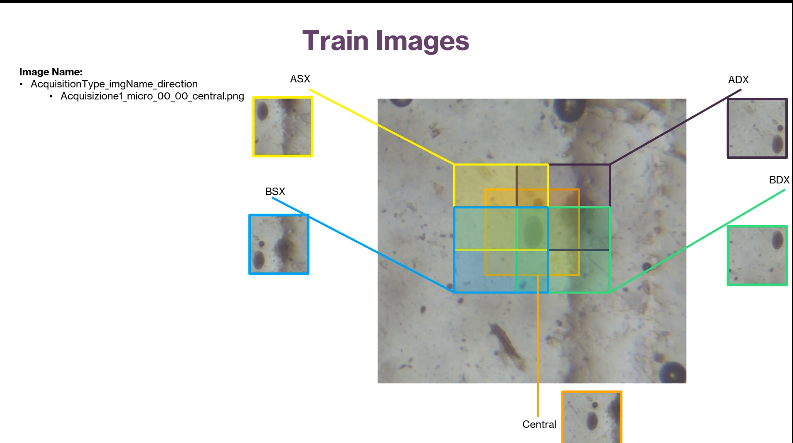 Train Images
Image Name:
• AcquisitionType_imgName_direction
• Acquisizione1_micro_00_00_central.png
ASX
ADX
BSX
BDX
Central